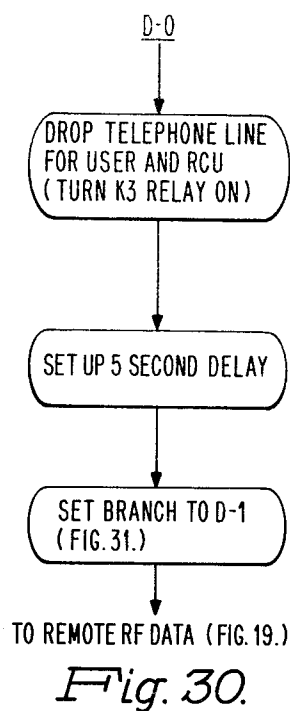 D-0
DROP TELEPHONE LINE
FOR USER AND RCU
(TURN K3 RELAY ON)
SET UP 5 SECOND DELAY
SET BRANCH TO D-1
(FIG. 31.)
TO REMOTE RF DATA (FIG. 19.)
Fig. 30.